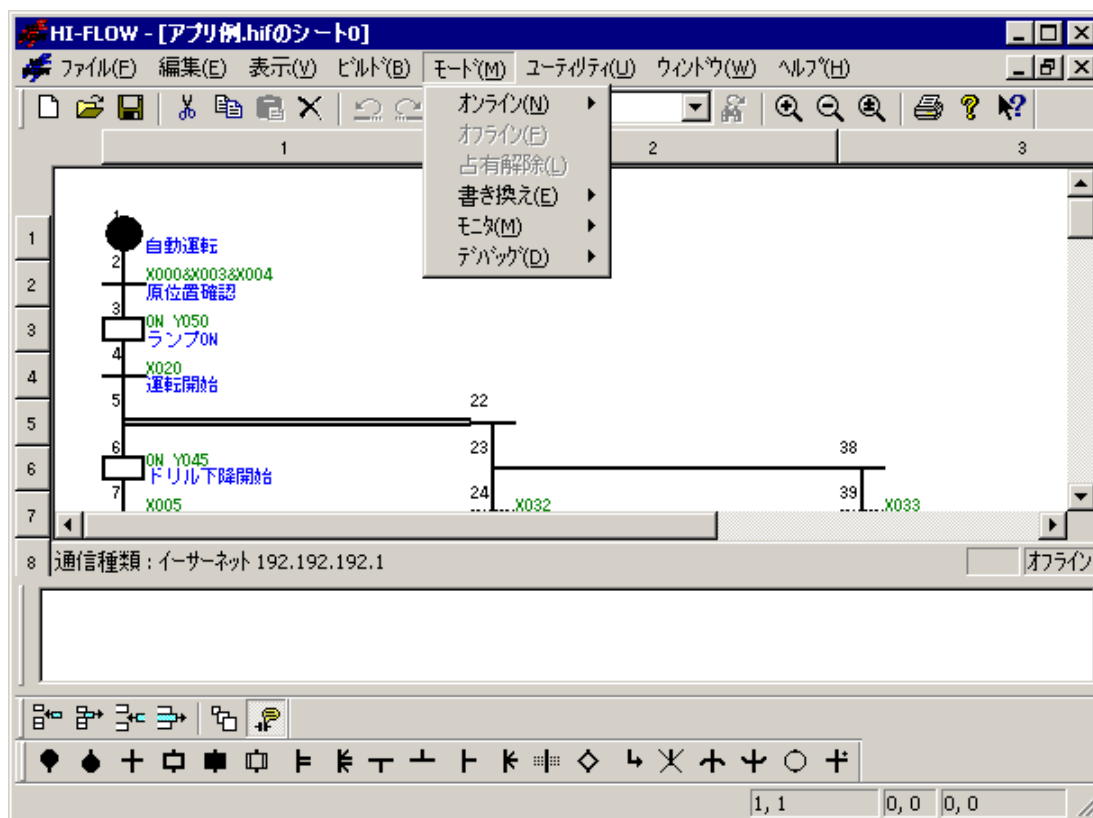 HI-FLOW - [アプリ例.hifのシート0]
ファイル(F) 編集(E) 表示(V) ビルド(B) モード(M) ユーティリティ(U) ウィンドウ(W) ヘルプ(H)
オンライン(N)
オフライン(F)
占有解除(L)
書き換え(E)
モニタ(M)
デバッグ(D)
1 2 3
1
1
自動運転
2
X000&X003&X004
2
原位置確認
3
ON Y050
3
ランプON
4
X020
4
運転開始
5 22
5
6 23 38
ON Y045
6
ドリル下降開始
7 24 39
X005 X032 X033
7
8
通信種類 : イーサーネット 192.192.192.1 オフライン
1, 1 0, 0 0, 0